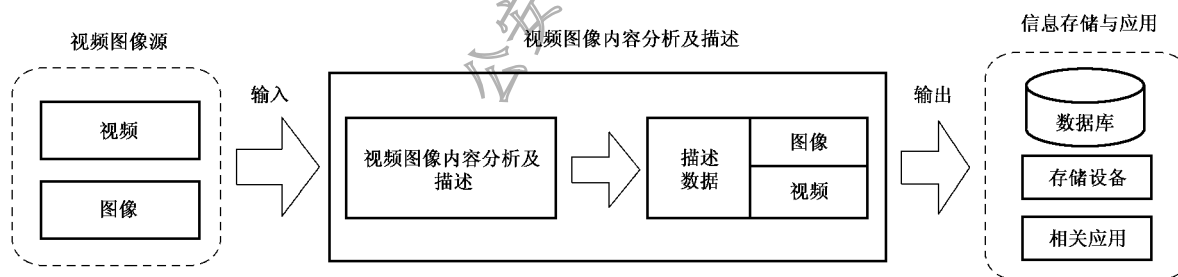 视频图像源
视频
图像
输入
视频图像内容分析及描述
视频图像内容分析及
描述
描述
数据
图像
视频
输出
信息存储与应用
数据库
存储设备
相关应用
公安